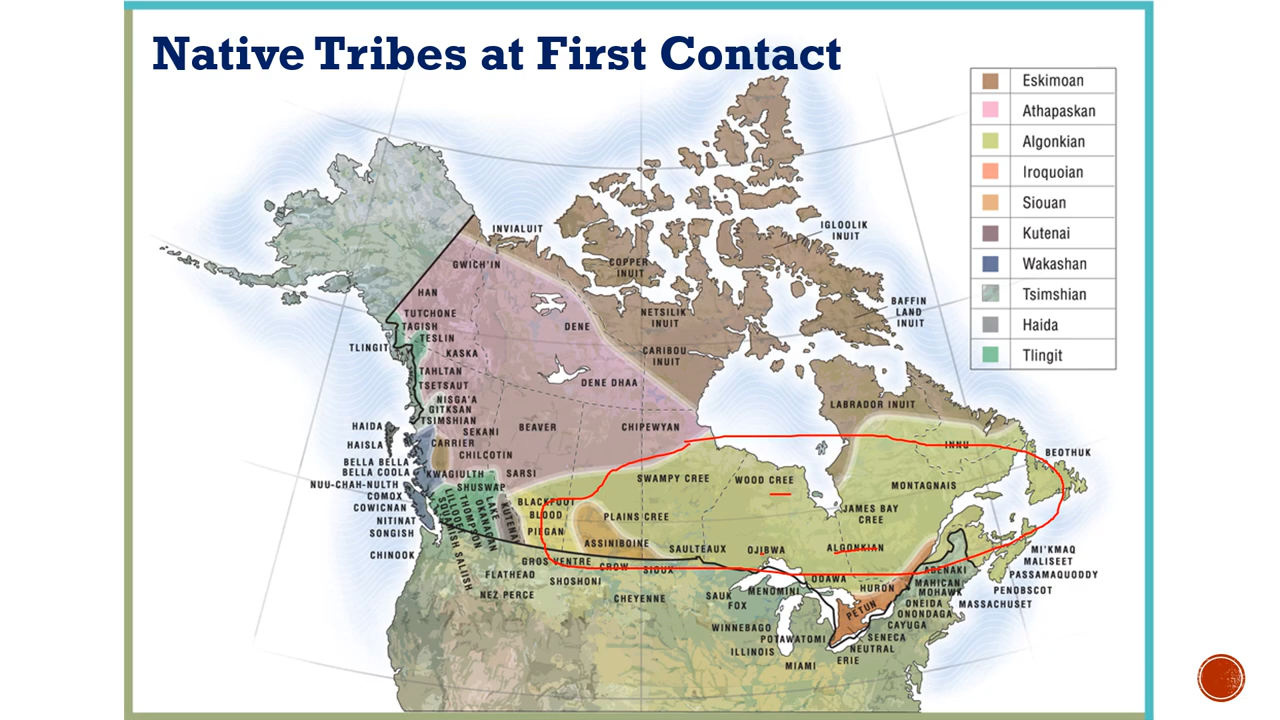 Native Tribes at First Contact
Eskimoan
Athapaskan
Algonkian
Iroquoian
Siouan
Kutenai
Wakashan
Tsimshian
Haida
Tlingit
INVIALUIT
IGLOOLIK
INUIT
GWICH'IN
COPPER
INUIT
HAN
BAFFIN
LAND
INUIT
TUTCHONE
TAGISH
NETSILIK
INUIT
DENE
TESLIN
TLINGIT
KASKA
CARIBOU
INUIT
TAHLTAN
TSETSAUT
DENE DHAA
NISGA'A
GITKSAN
TSIMSHIAN
LABRADOR INUIT
HAIDA
SEKANI
BEAVER
CHIPEWYAN
HAISLA
CARRIER
INNU
CHILCOTIN
BEOTHUK
BELLA BELLA
BELLA COOLA
KWAGIULTH
SARSI
NUU-CHAH-NULTH
SHUSWAP
SWAMPY CREE
WOOD CREE
MONTAGNAIS
COMOX
COWICNAN
NITINAT
SONGISH
LILLOOET
THOMPSON
OKANAGAN
LAKE
KUTENAI
BLACKFOOT
BLOOD
PIEGAN
PLAINS CREE
JAMES BAY
CREE
ASSINIBOINE
SAULTEAUX
OJIBWA
ALGONKIAN
CHINOOK
MI'KMAQ
MALISEET
PASSAMAQUODDY
PENOBSCOT
MASSACHUSET
GROS VENTRE
CROW
SIOUX
FLATHEAD
SHOSHONI
NEZ PERCE
CHEYENNE
ODAWA
HURON
ABENAKI
MAHICAN
MOHAWK
ONEIDA
ONONDAGA
CAYUGA
SENECA
NEUTRAL
ERIE
PETUN
SAUK
FOX
MENOMINI
WINNEBAGO
POTAWATOMI
ILLINOIS
MIAMI